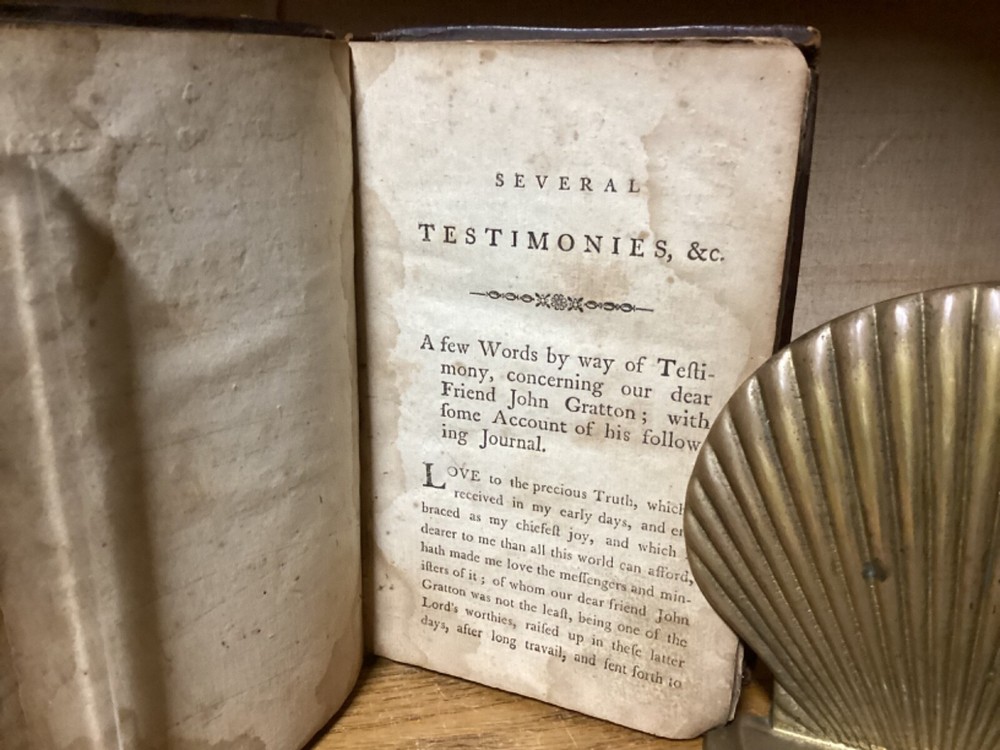 SEVERAL
TESTIMONIES, &c.
A few Words by way of Teſti-
mony, concerning our dear
Friend John Gratton; with
ſome Account of his follow
ing Journal.
LOVE to the precious Truth, which
received in my early days, and
braced as my chiefeſt joy, and which
dearer to me than all this world can afford,
hath made me love the meſſengers and min-
iſters of it; of whom our dear friend John
Gratton was not the leaſt, being one of the
Lord's worthies, raiſed up in theſe latter
days, after long travail, and ſent forth to